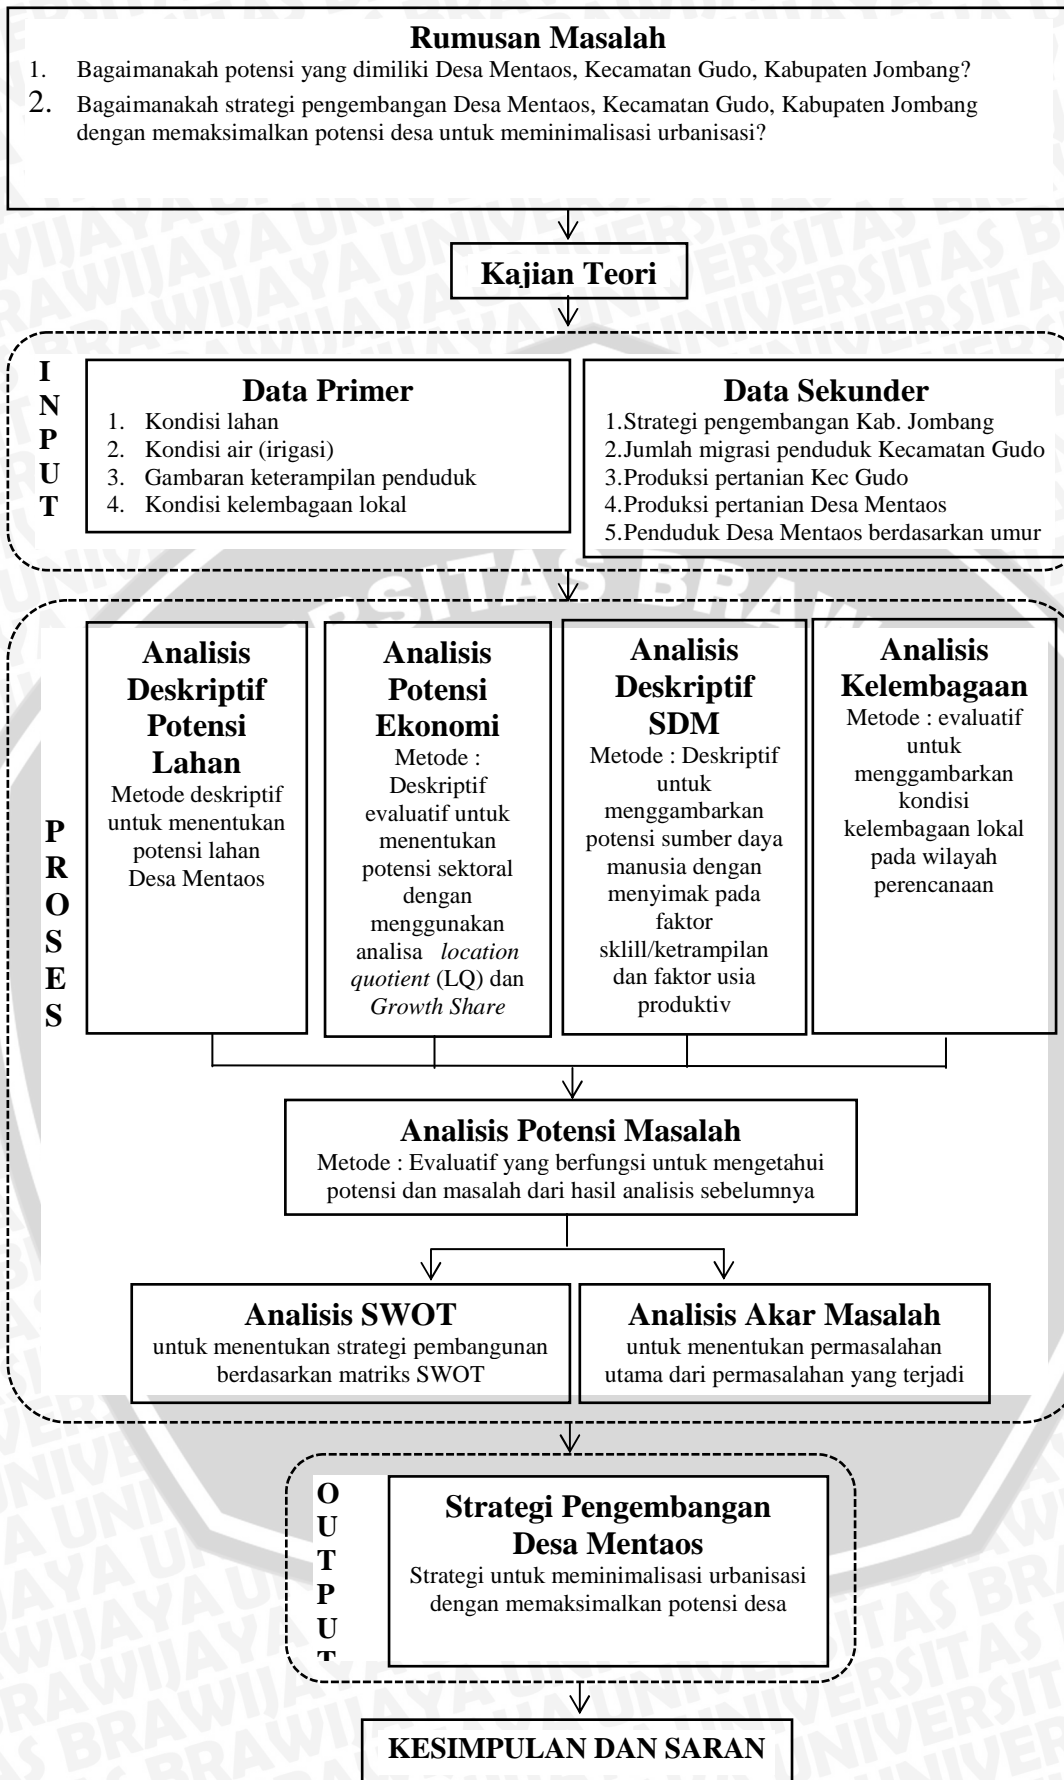 Rumusan Masalah
1. Bagaimanakah potensi yang dimiliki Desa Mentaos, Kecamatan Gudo, Kabupaten Jombang?
2. Bagaimanakah strategi pengembangan Desa Mentaos, Kecamatan Gudo, Kabupaten Jombang
dengan memaksimalkan potensi desa untuk meminimalisasi urbanisasi?
Kajian Teori
INPUT
Data Primer
1. Kondisi lahan
2. Kondisi air (irigasi)
3. Gambaran keterampilan penduduk
4. Kondisi kelembagaan lokal
Data Sekunder
1.Strategi pengembangan Kab. Jombang
2.Jumlah migrasi penduduk Kecamatan Gudo
3.Produksi pertanian Kec Gudo
4.Produksi pertanian Desa Mentaos
5.Penduduk Desa Mentaos berdasarkan umur
PROSES
Analisis
Deskriptif
Potensi
Lahan
Metode deskriptif
untuk menentukan
potensi lahan
Desa Mentaos
Analisis
Potensi
Ekonomi
Metode :
Deskriptif
evaluatif untuk
menentukan
potensi sektoral
dengan
menggunakan
analisa location
quotient (LQ) dan
Growth Share
Analisis
Deskriptif
SDM
Metode : Deskriptif
untuk
menggambarkan
potensi sumber daya
manusia dengan
menyimak pada
faktor
sklill/ketrampilan
dan faktor usia
produktiv
Analisis
Kelembagaan
Metode : evaluatif
untuk
menggambarkan
kondisi
kelembagaan lokal
pada wilayah
perencanaan
Analisis Potensi Masalah
Metode : Evaluatif yang berfungsi untuk mengetahui
potensi dan masalah dari hasil analisis sebelumnya
Analisis SWOT
untuk menentukan strategi pembangunan
berdasarkan matriks SWOT
Analisis Akar Masalah
untuk menentukan permasalahan
utama dari permasalahan yang terjadi
OUTPUT
Strategi Pengembangan
Desa Mentaos
Strategi untuk meminimalisasi urbanisasi
dengan memaksimalkan potensi desa
KESIMPULAN DAN SARAN
UNIVERSITAS BRAWIJAYA